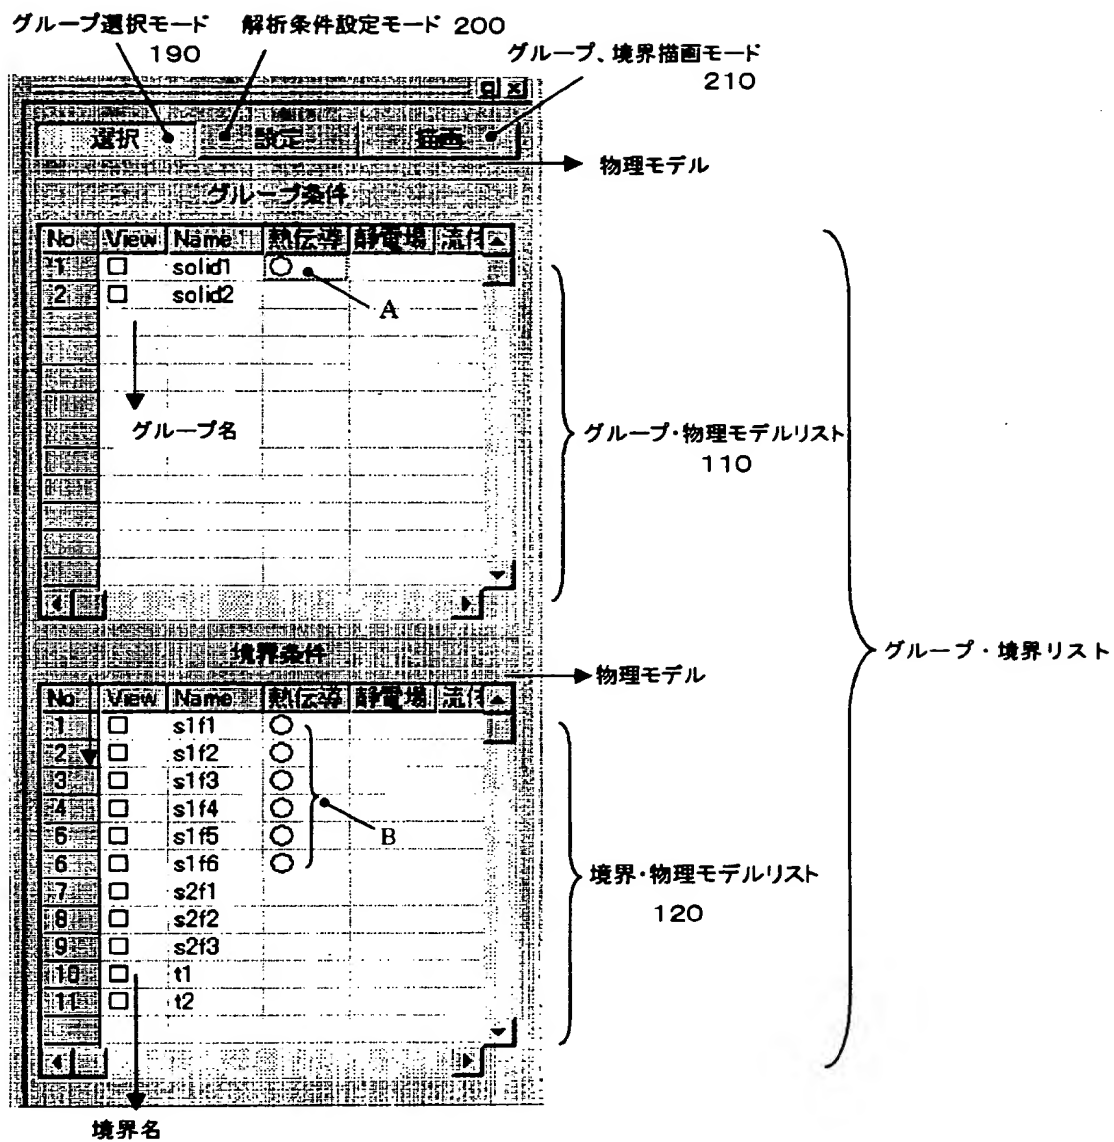 グループ選択モード 解析条件設定モード 200
190
グループ、境界描画モード
210
選択 設定 描画
物理モデル
グループ条件
No View Name 熱伝導 静電場 流体
1 solid1 ○
2 solid2
A
グループ名
グループ・物理モデルリスト
110
境界条件
グループ・境界リスト
物理モデル
No View Name 熱伝導 静電場 流体
1 s1f1 ○
2 s1f2 ○
3 s1f3 ○
4 s1f4 ○
5 s1f5 ○
B
6 s1f6 ○
7 s2f1
境界・物理モデルリスト
8 s2f2
120
9 s2f3
10 t1
11 t2
境界名